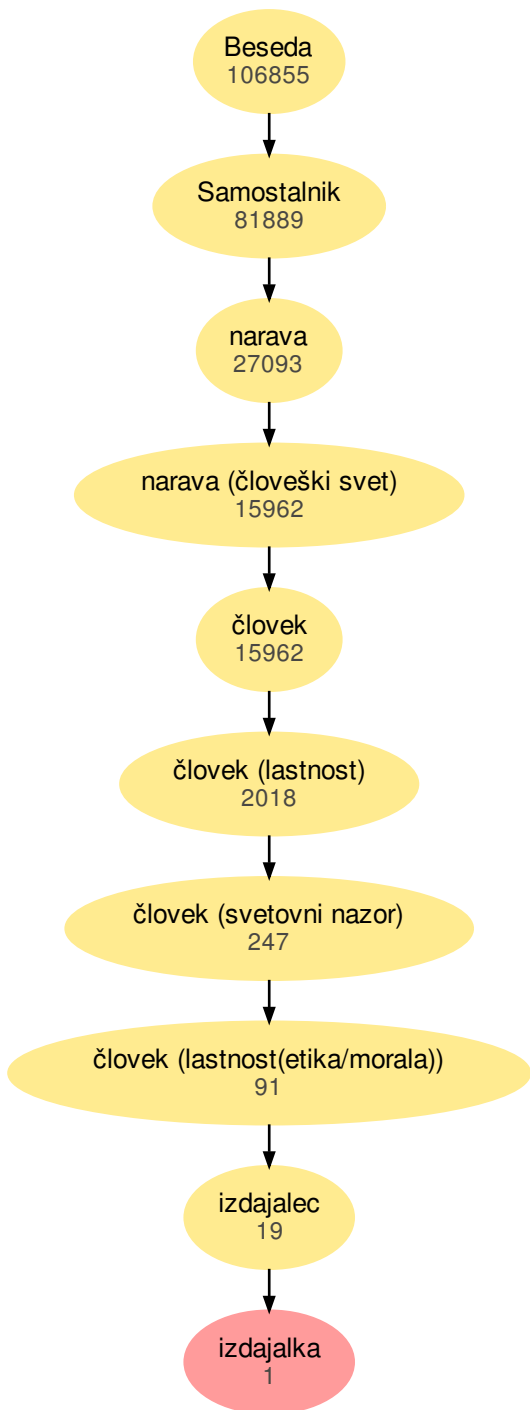 Beseda
106855
Samostalnik
81889
narava
27093
narava (človeški svet)
15962
človek
15962
človek (lastnost)
2018
človek (svetovni nazor)
247
človek (lastnost(etika/morala))
91
izdajalec
19
izdajalka
1